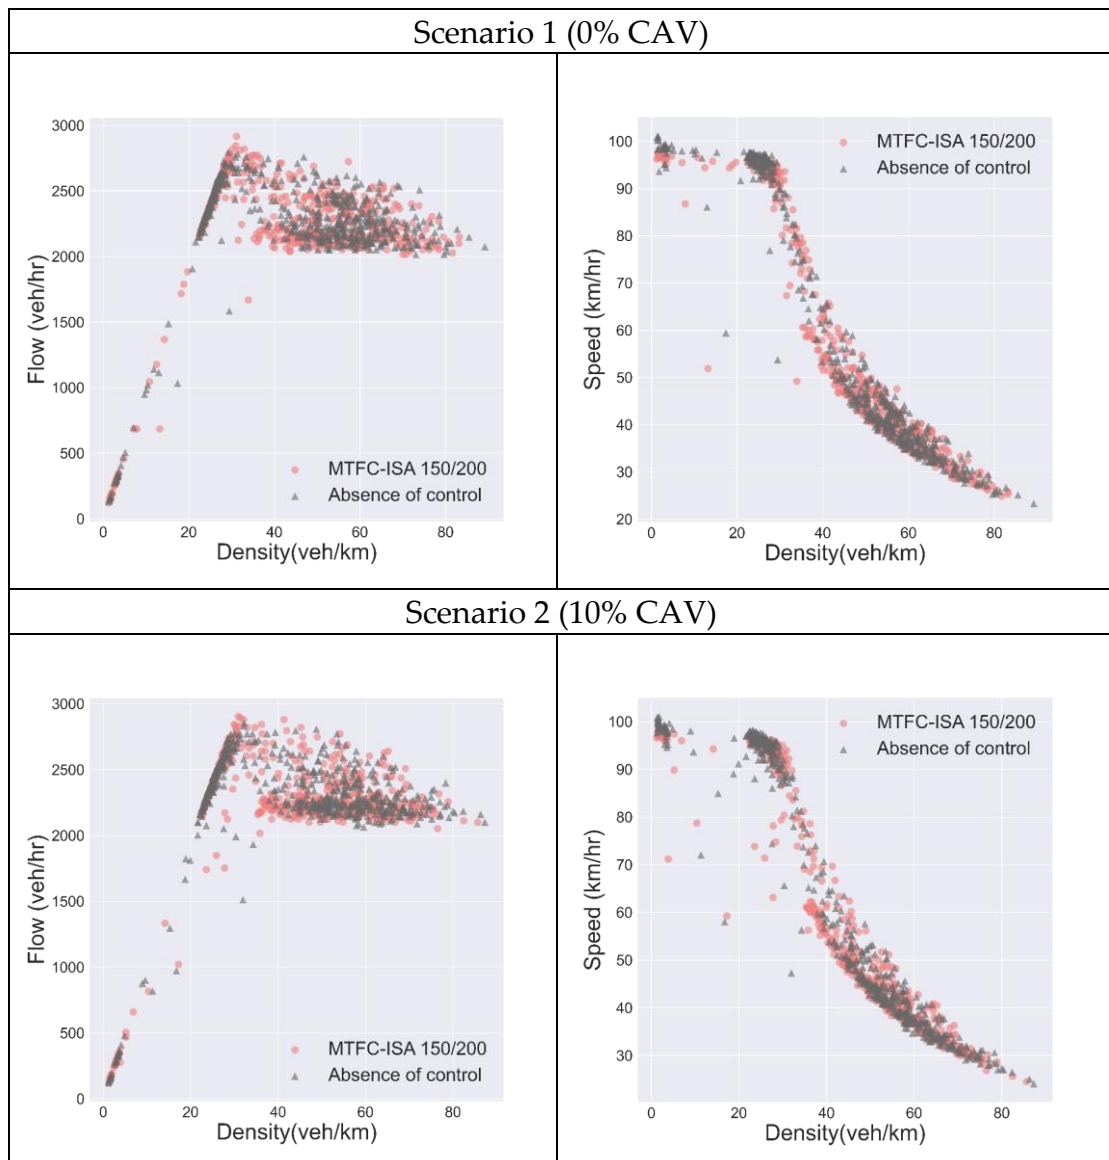 Scenario 1 (0% CAV)
3000
2500
2000
1500
1000
500
0
Flow (veh/hr)
0 20 40 60 80
Density(veh/km)
MTFC-ISA 150/200
Absence of control
100
90
80
70
60
50
40
30
20
Speed (km/hr)
0 20 40 60 80
Density(veh/km)
MTFC-ISA 150/200
Absence of control
Scenario 2 (10% CAV)
3000
2500
2000
1500
1000
500
0
Flow (veh/hr)
0 20 40 60 80
Density(veh/km)
MTFC-ISA 150/200
Absence of control
100
90
80
70
60
50
40
30
Speed (km/hr)
0 20 40 60 80
Density(veh/km)
MTFC-ISA 150/200
Absence of control